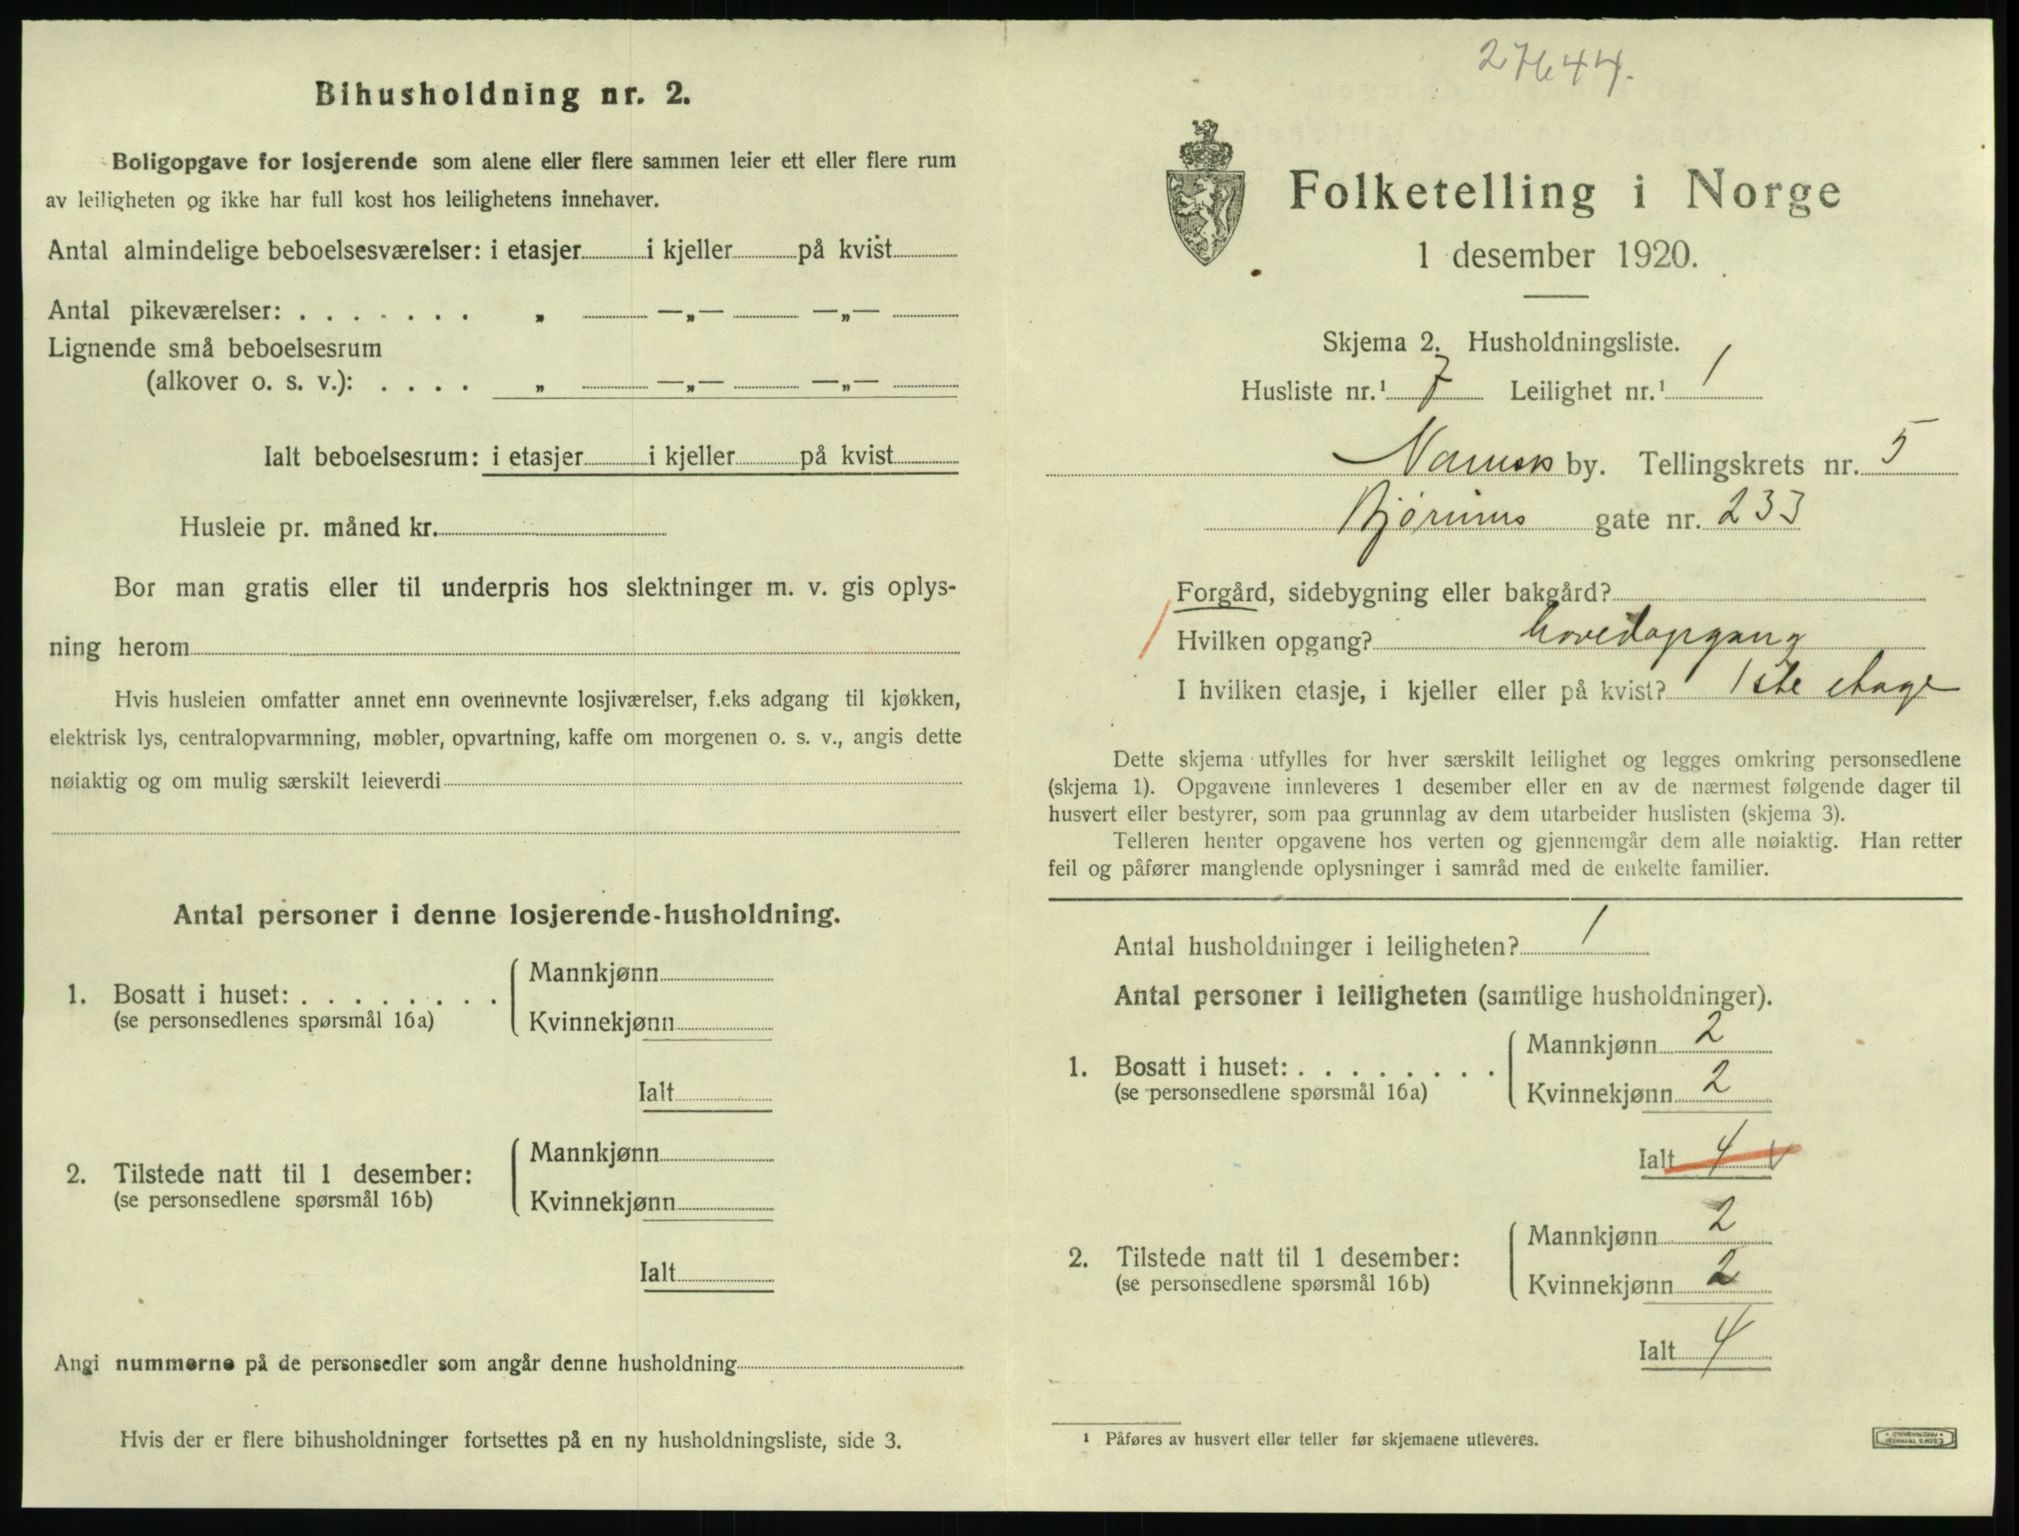 Bihusholdning nr. 2.
Boligopgave for losjerende som alene eller flere sammen leier ett eller flere rum
av leiligheten og ikke har full kost hos leilighetens innehaver.
Antal almindelige beboelsesværelser: i etasjer i kjeller på kvist
Antal pikeværelser: . . . . . . . „ —„— —„—
Lignende små beboelsesrum
(alkover o. s. v.): . . . . „ —„— —„—
Ialt beboelsesrum: i etasjer i kjeller på kvist
Husleie pr. måned kr.
Bor man gratis eller til underpris hos slektninger m. v. gis oplys-
ning herom
Hvis husleien omfatter annet enn ovennevnte losjiværelser, f.eks adgang til kjøkken,
elektrisk lys, centralopvarmning, møbler, opvartning, kaffe om morgenen o. s. v., angis dette
nøiaktig og om mulig særskilt leieverdi
Antal personer i denne losjerende-husholdning.
1. Bosatt i huset: . . . . . . . .
(se personsedlenes spørsmål 16a)
Mannkjønn
Kvinnekjønn
Ialt
2. Tilstede natt til 1 desember:
(se personsedlene spørsmål 16b)
Mannkjønn
Kvinnekjønn
Ialt
Angi nummerne på de personsedler som angår denne husholdning
Hvis der er flere bihusholdninger fortsettes på en ny husholdningsliste, side 3.
27644.
Folketelling i Norge
1 desember 1920.
Skjema 2. Husholdningsliste.
Husliste nr.¹ 7 Leilighet nr.¹ 1
Namsos by. Tellingskrets nr. 5
gate nr. 233
Forgård, sidebygning eller bakgård?
Hvilken opgang? hovedopgang
I hvilken etasje, i kjeller eller på kvist? 1ste etage
Dette skjema utfylles for hver særskilt leilighet og legges omkring personsedlene
(skjema 1). Opgavene innleveres 1 desember eller en av de nærmest følgende dager til
husvert eller bestyrer, som paa grunnlag av dem utarbeider huslisten (skjema 3).
Telleren henter opgavene hos verten og gjennemgår dem alle nøiaktig. Han retter
feil og påfører manglende oplysninger i samråd med de enkelte familier.
Antal husholdninger i leiligheten? 1
Antal personer i leiligheten (samtlige husholdninger).
1. Bosatt i huset: . . . . . . . .
(se personsedlene spørsmål 16a)
Mannkjønn 2
Kvinnekjønn 2
Ialt 4
2. Tilstede natt til 1 desember:
(se personsedlene spørsmål 16b)
Mannkjønn 2
Kvinnekjønn 2
Ialt 4
¹ Påføres av husvert eller teller før skjemaene utleveres.